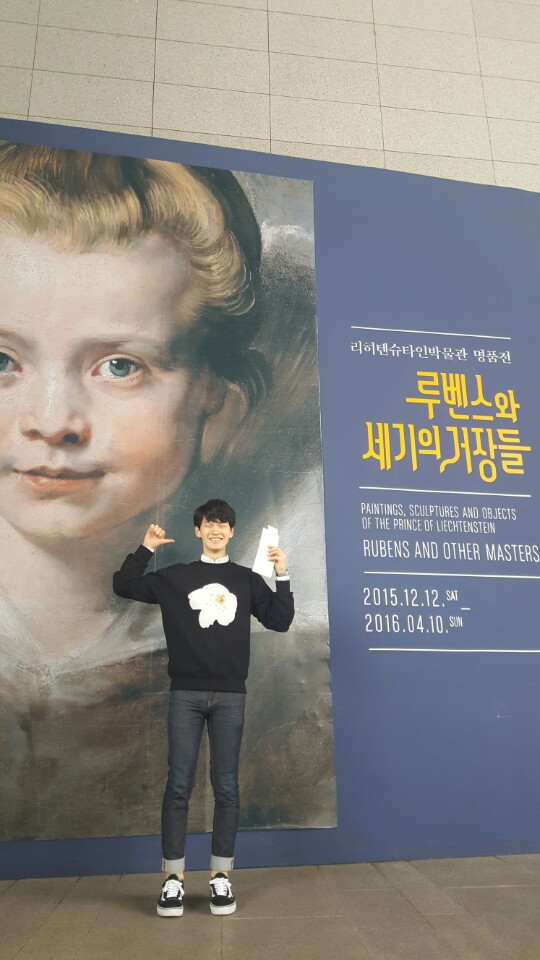 리히텐슈타인박물관 명품전
루벤스와
세기의 거장들
PAINTINGS, SCULPTURES AND OBJECTS
OF THE PRINCE OF LIECHTENSTEIN
RUBENS AND OTHER MASTERS
2015.12.12.SAT_
2016.04.10.SUN